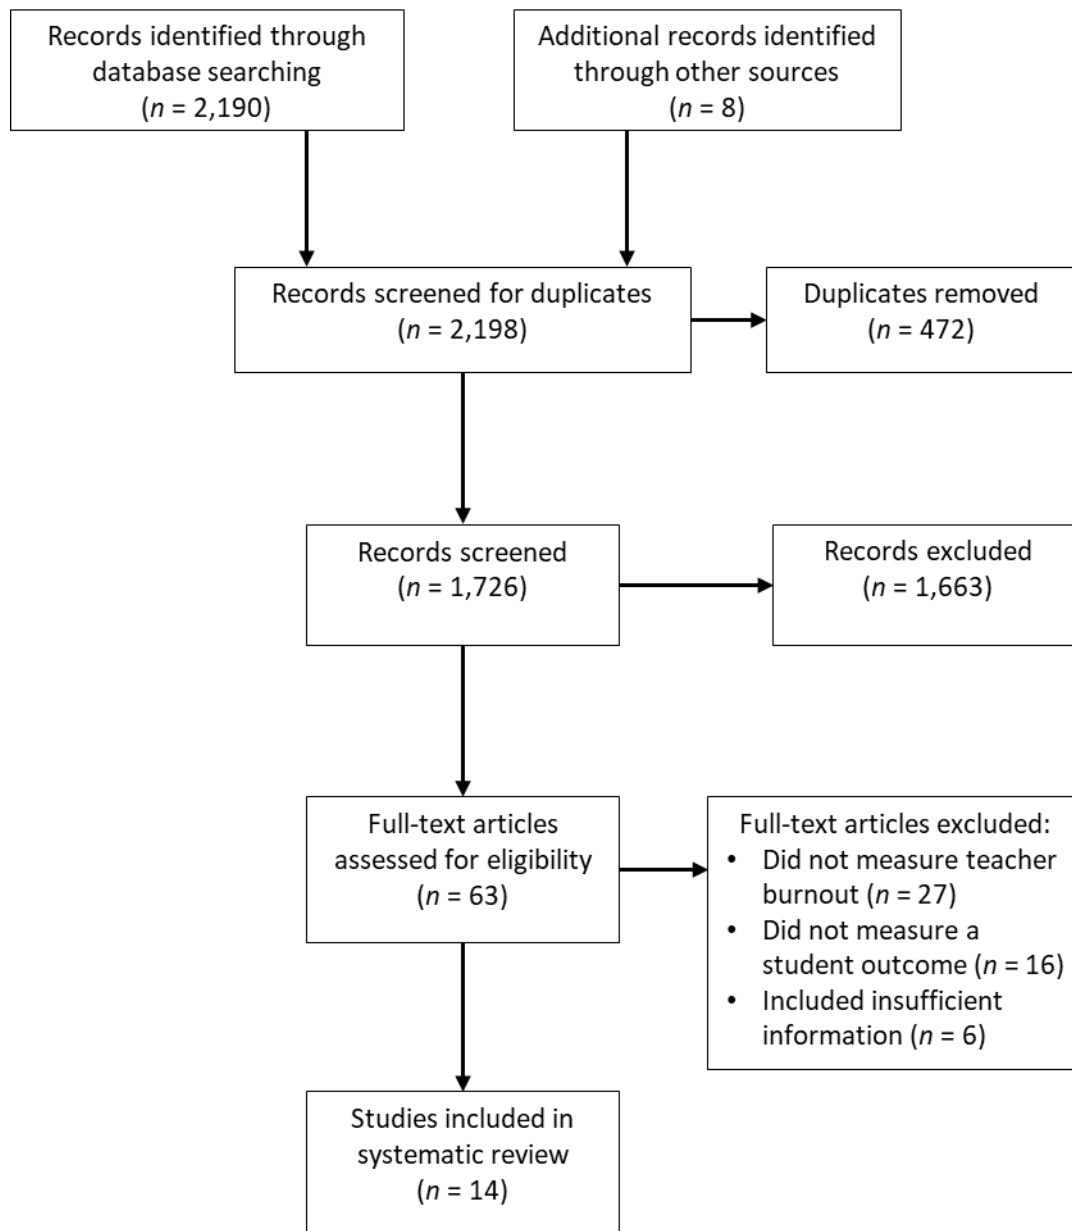 Records identified through
database searching
(n = 2,190)
Additional records identified
through other sources
(n = 8)
Records screened for duplicates
(n = 2,198)
Duplicates removed
(n = 472)
Records screened
(n = 1,726)
Records excluded
(n = 1,663)
Full-text articles
assessed for eligibility
(n = 63)
Full-text articles excluded:
• Did not measure teacher
burnout (n = 27)
• Did not measure a
student outcome (n = 16)
• Included insufficient
information (n = 6)
Studies included in
systematic review
(n = 14)